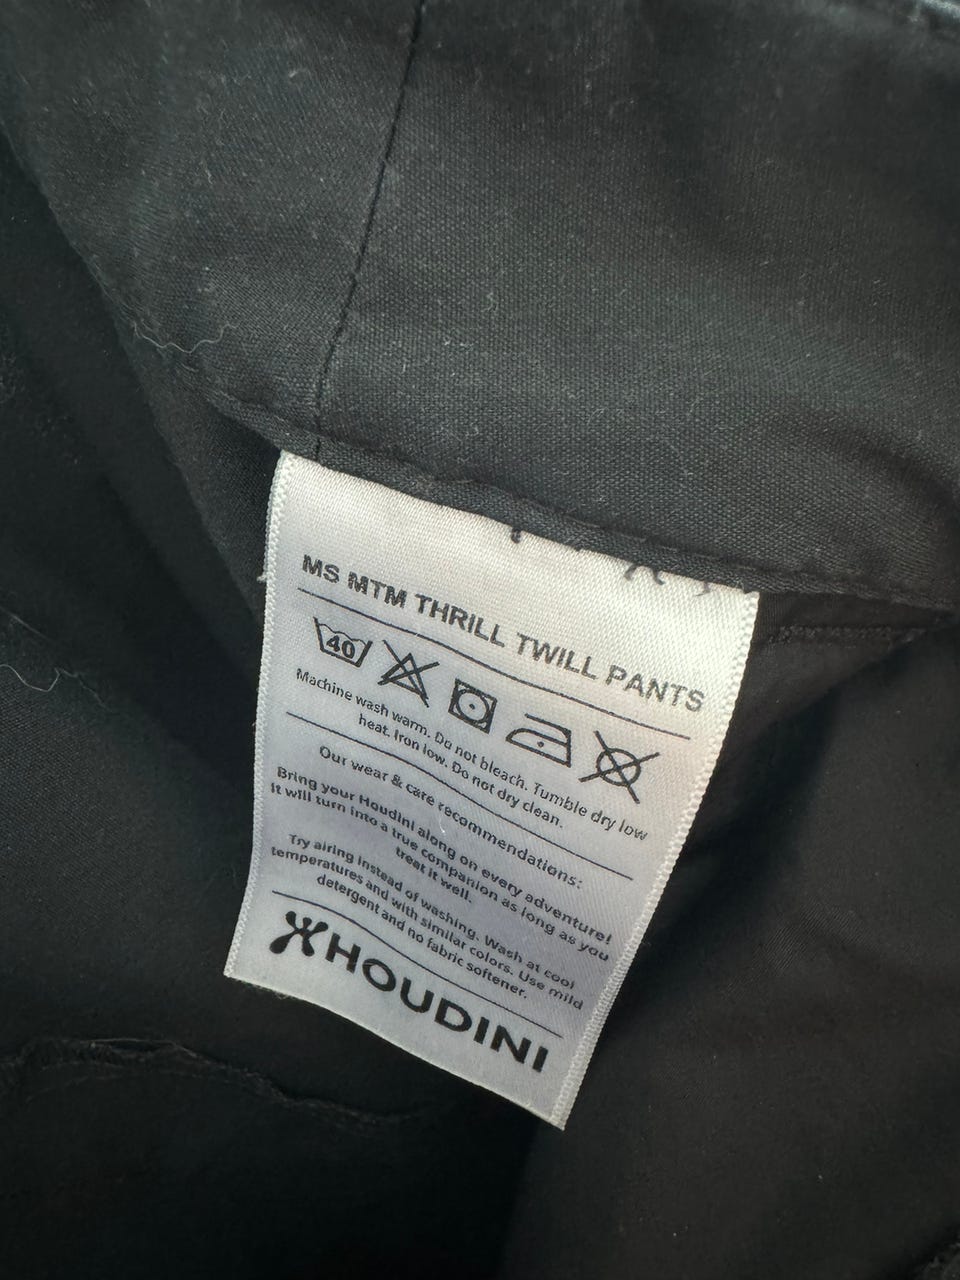 MS MTM THRILL TWILL PANTS
40
Machine wash warm. Do not bleach. Tumble dry low
heat. Iron low. Do not dry clean.
Our wear & care recommendations:
Bring your Houdini along on every adventure!
It will turn into a true companion as long as you
treat it well.
Try airing instead of washing. Wash at cool
temperatures and with similar colors. Use mild
detergent and no fabric softener.
HOUDINI